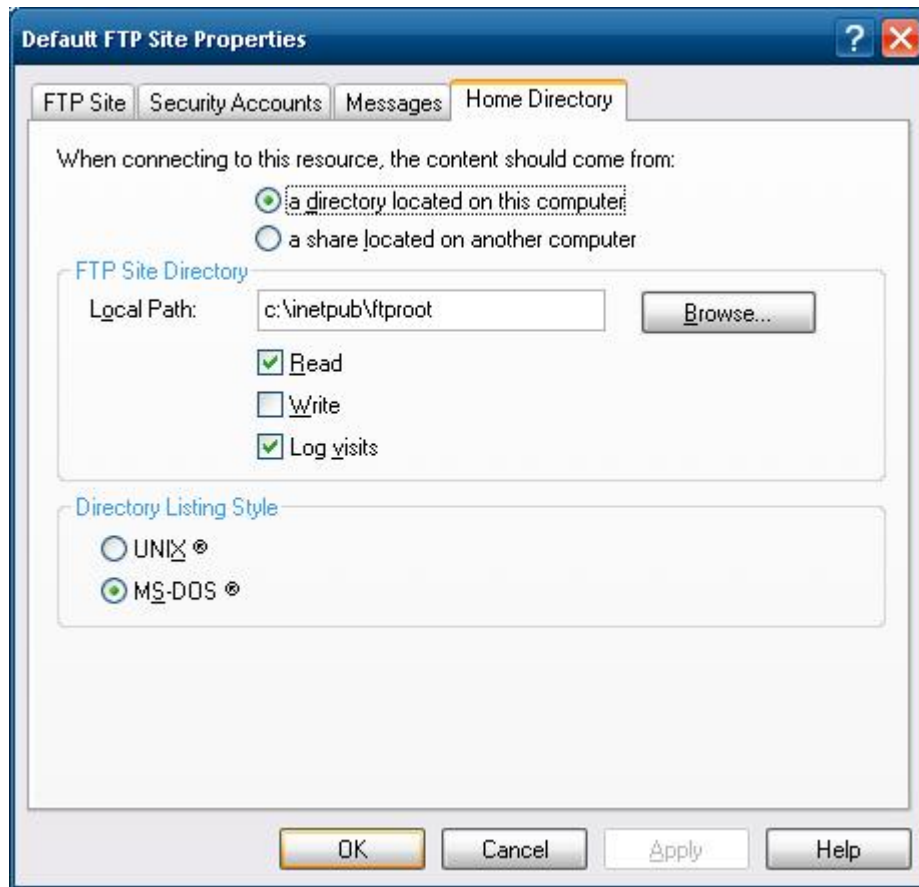 Default FTP Site Properties
?
FTP Site Security Accounts Messages Home Directory
When connecting to this resource, the content should come from:
a directory located on this computer
a share located on another computer
FTP Site Directory
Local Path: c:\inetpub\ftproot Browse...
Read
Write
Log visits
Directory Listing Style
UNIX ®
MS-DOS ®
OK Cancel Apply Help